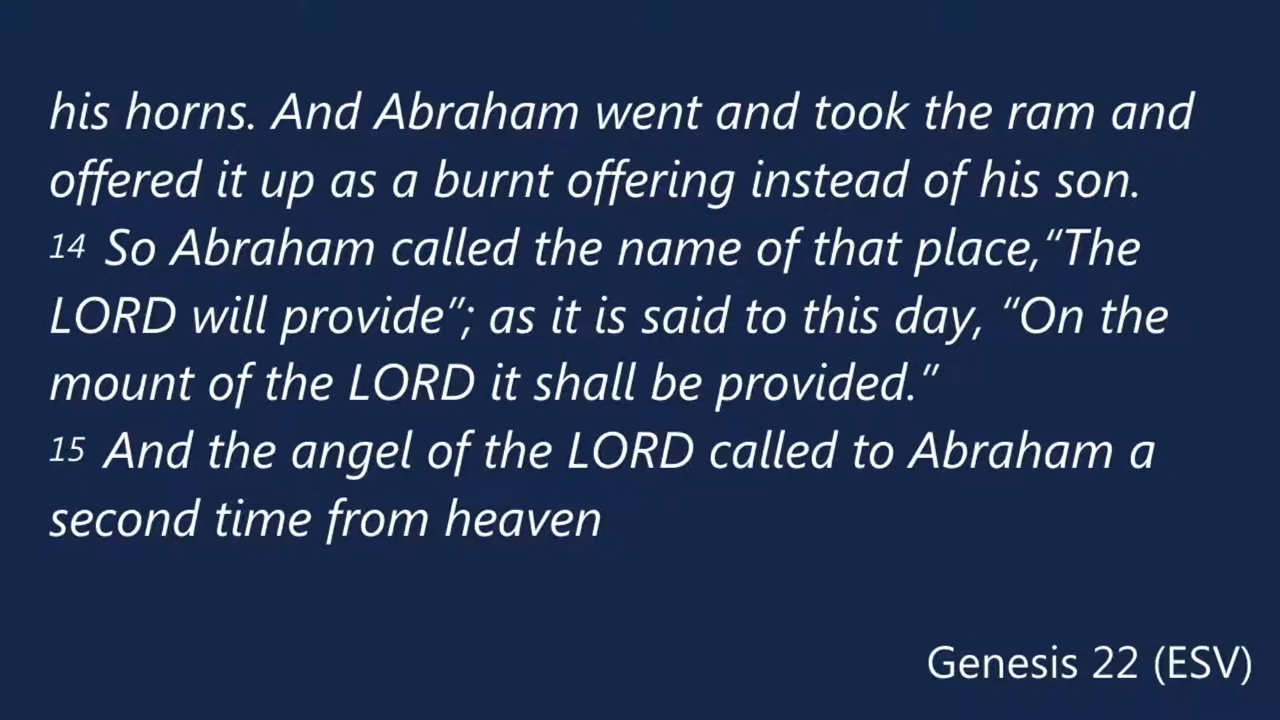 his horns. And Abraham went and took the ram and
offered it up as a burnt offering instead of his son.
14 So Abraham called the name of that place,“The
LORD will provide”; as it is said to this day, “On the
mount of the LORD it shall be provided.”
15 And the angel of the LORD called to Abraham a
second time from heaven
Genesis 22 (ESV)